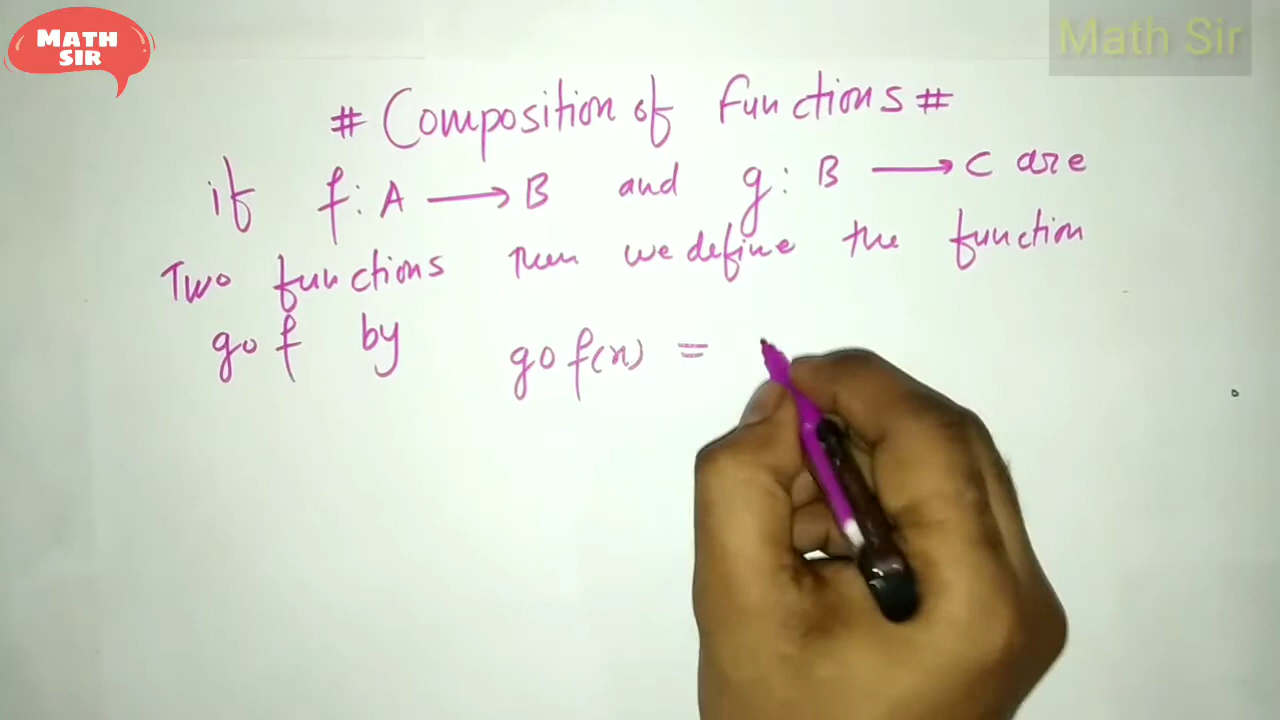 MATH
SIR
Math Sir
# Composition of Functions #
if f: A ⟶ B and g: B ⟶ C are
Two functions then we define the function
gof by gof(x) =